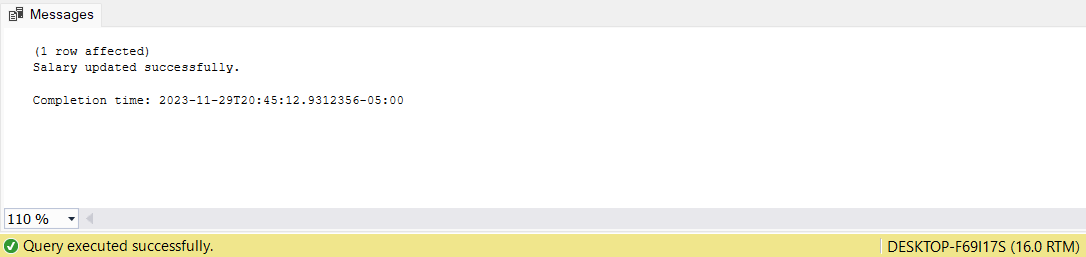 Messages
(1 row affected)
Salary updated successfully.
Completion time: 2023-11-29T20:45:12.9312356-05:00
110 %
Query executed successfully.
DESKTOP-F69I17S (16.0 RTM)